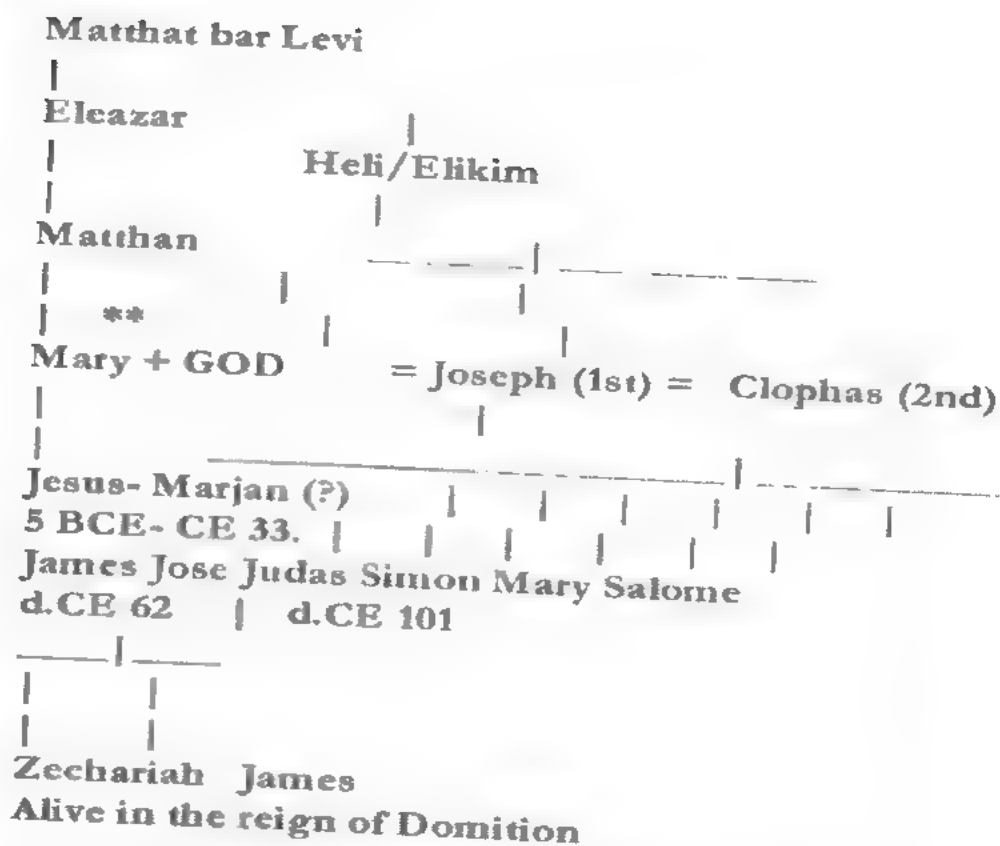 Matthat bar Levi
Eleazar
Heli/Elikim
Matthan
**
Mary + GOD = Joseph (1st) = Clophas (2nd)
Jesus- Marjan (?)
5 BCE- CE 33.
James Jose Judas Simon Mary Salome
d.CE 62 d.CE 101
Zechariah James
Alive in the reign of Domition